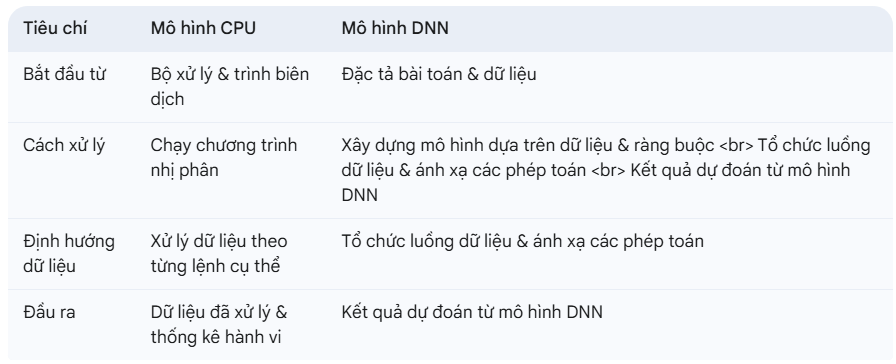 Tiêu chí Mô hình CPU Mô hình DNN
Bắt đầu từ Bộ xử lý & trình biên dịch Đặc tả bài toán & dữ liệu
Cách xử lý Chạy chương trình nhị phân Xây dựng mô hình dựa trên dữ liệu & ràng buộc <br> Tổ chức luồng dữ liệu & ánh xạ các phép toán <br> Kết quả dự đoán từ mô hình DNN
Định hướng dữ liệu Xử lý dữ liệu theo từng lệnh cụ thể Tổ chức luồng dữ liệu & ánh xạ các phép toán
Đầu ra Dữ liệu đã xử lý & thống kê hành vi Kết quả dự đoán từ mô hình DNN